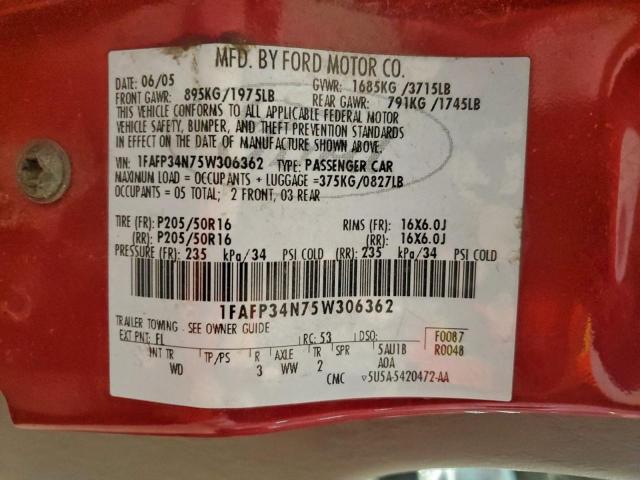 MFD. BY FORD MOTOR CO.
DATE: 06/05 GVWR: 1685KG /3715LB
FRONT GAWR: 895KG/1975LB REAR GAWR: 791KG /1745LB
THIS VEHICLE CONFORMS TO ALL APPLICABLE FEDERAL MOTOR
VEHICLE SAFETY, BUMPER, AND THEFT PREVENTION STANDARDS
IN EFFECT ON THE DATE OF MANUFACTURE SHOWN ABOVE.
VIN: 1FAFP34N75W306362 TYPE: PASSENGER CAR
MAXIMUM LOAD = OCCUPANTS + LUGGAGE =375KG/0827LB
OCCUPANTS = 05 TOTAL; 2 FRONT, 03 REAR
TIRE (FR): P205/50R16 RIMS (FR): 16X6.0J
(RR): P205/50R16 (RR): 16X6.0J
PRESSURE (FR): 235 kPa/34 PSI COLD (RR): 235 kPa/34 PSI COLD
1FAFP34N75W306362
TRAILER TOWING - SEE OWNER GUIDE
EXT PNT: FL RC: 53 DSO: F0087
INT TR TP/PS R AXLE TR SPR 5AU1B R0048
WD 3 WW 2 A0A
CMC ▽5U5A-5420472-AA